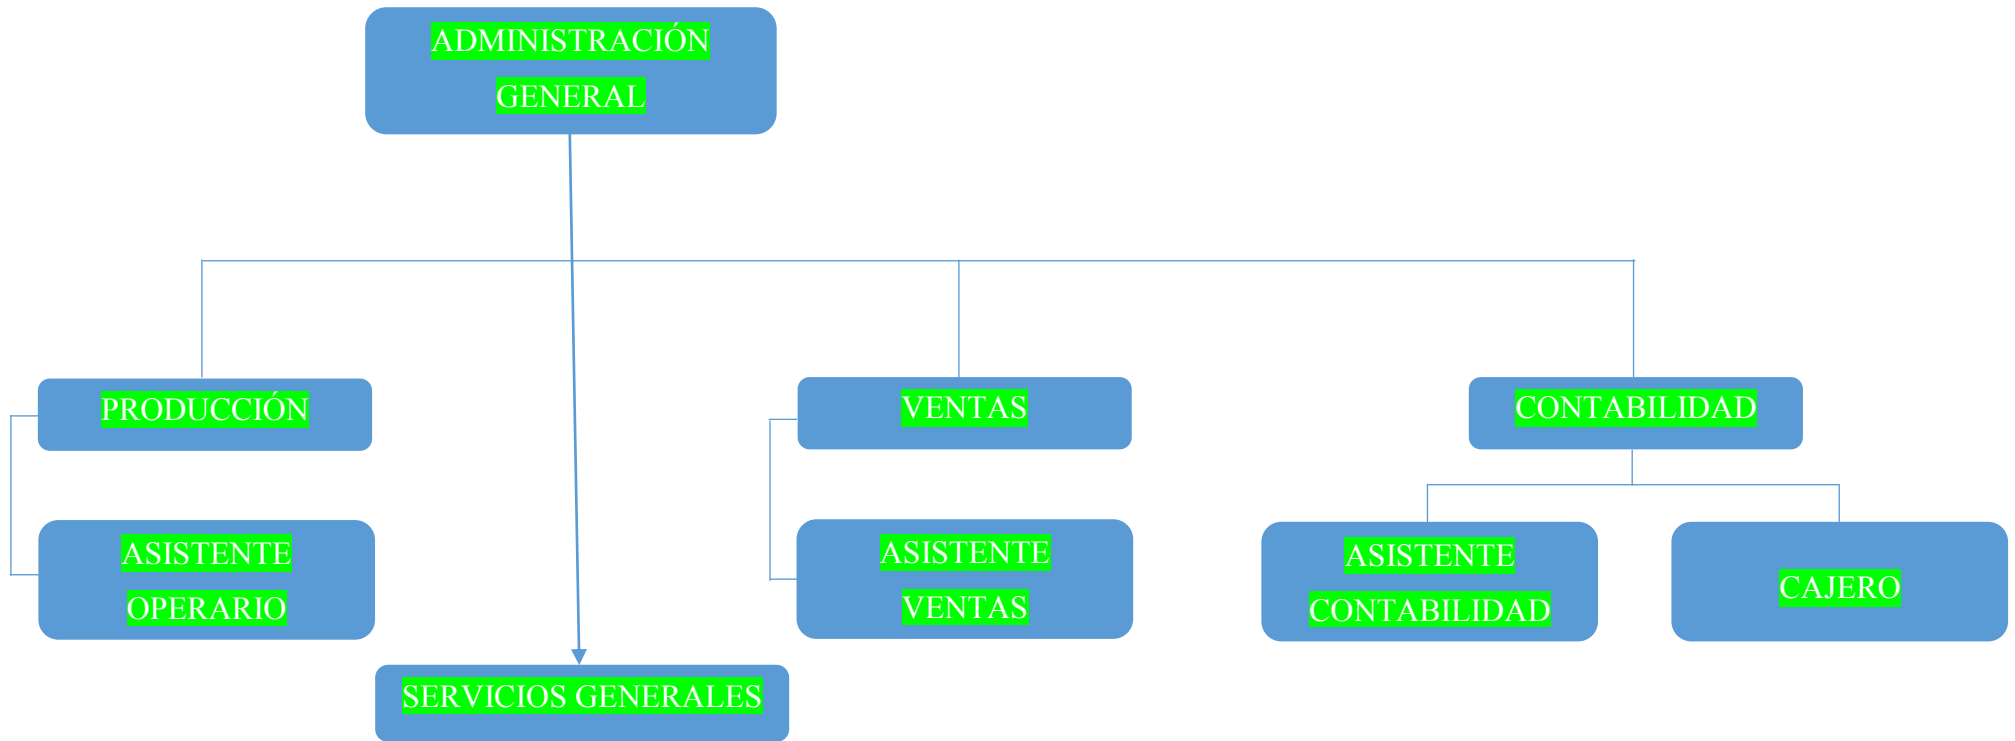 ADMINISTRACIÓN
GENERAL
PRODUCCIÓN
VENTAS
CONTABILIDAD
ASISTENTE
OPERARIO
ASISTENTE
VENTAS
ASISTENTE
CONTABILIDAD
CAJERO
SERVICIOS GENERALES